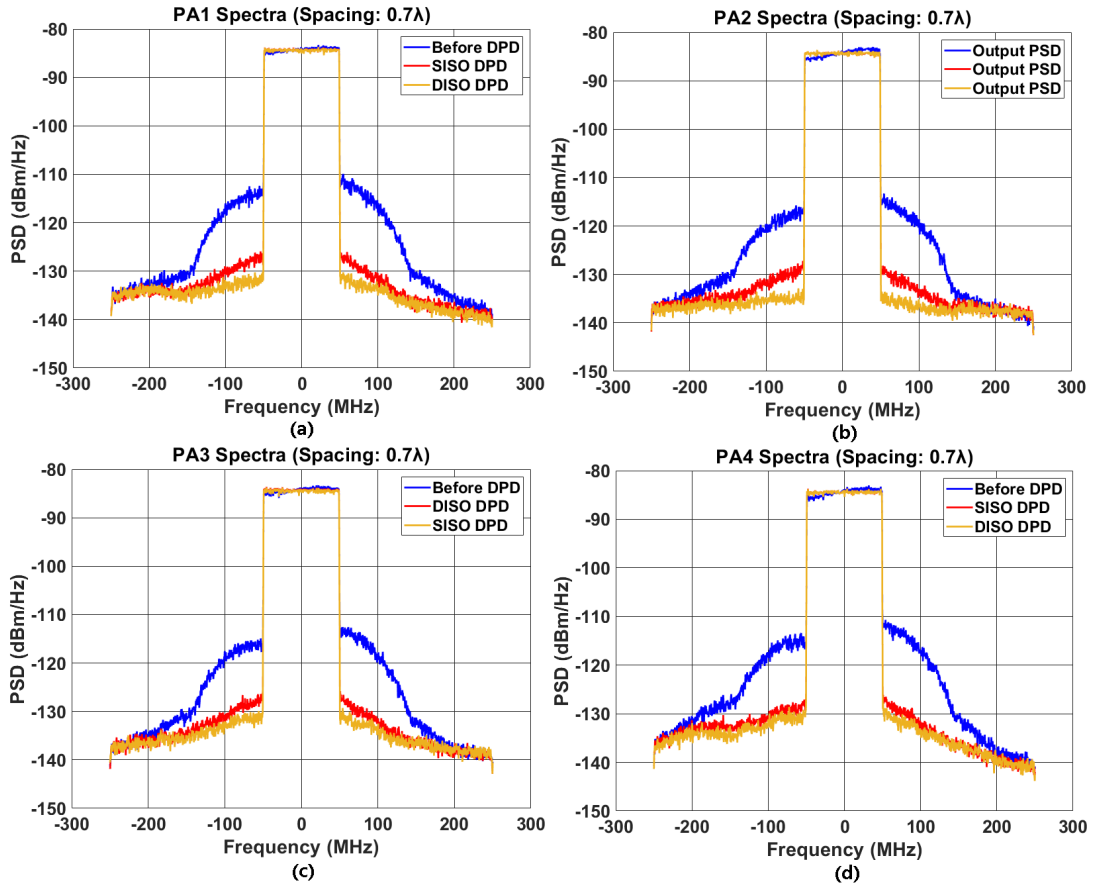 PA1 Spectra (Spacing: 0.7λ)
Before DPD
SISO DPD
DISO DPD
PSD (dBm/Hz)
-80
-90
-100
-110
-120
-130
-140
-150
-300 -200 -100 0 100 200 300
Frequency (MHz)
(a)
PA2 Spectra (Spacing: 0.7λ)
Output PSD
Output PSD
Output PSD
PSD (dBm/Hz)
-80
-90
-100
-110
-120
-130
-140
-150
-300 -200 -100 0 100 200 300
Frequency (MHz)
(b)
PA3 Spectra (Spacing: 0.7λ)
Before DPD
DISO DPD
SISO DPD
PSD (dBm/Hz)
-80
-90
-100
-110
-120
-130
-140
-150
-300 -200 -100 0 100 200 300
Frequency (MHz)
(c)
PA4 Spectra (Spacing: 0.7λ)
Before DPD
SISO DPD
DISO DPD
PSD (dBm/Hz)
-80
-90
-100
-110
-120
-130
-140
-150
-300 -200 -100 0 100 200 300
Frequency (MHz)
(d)